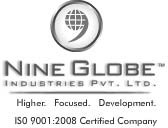 NINE GLOBE™
INDUSTRIES PVT. LTD.
Higher. Focused. Development.
ISO 9001:2008 Certified Company